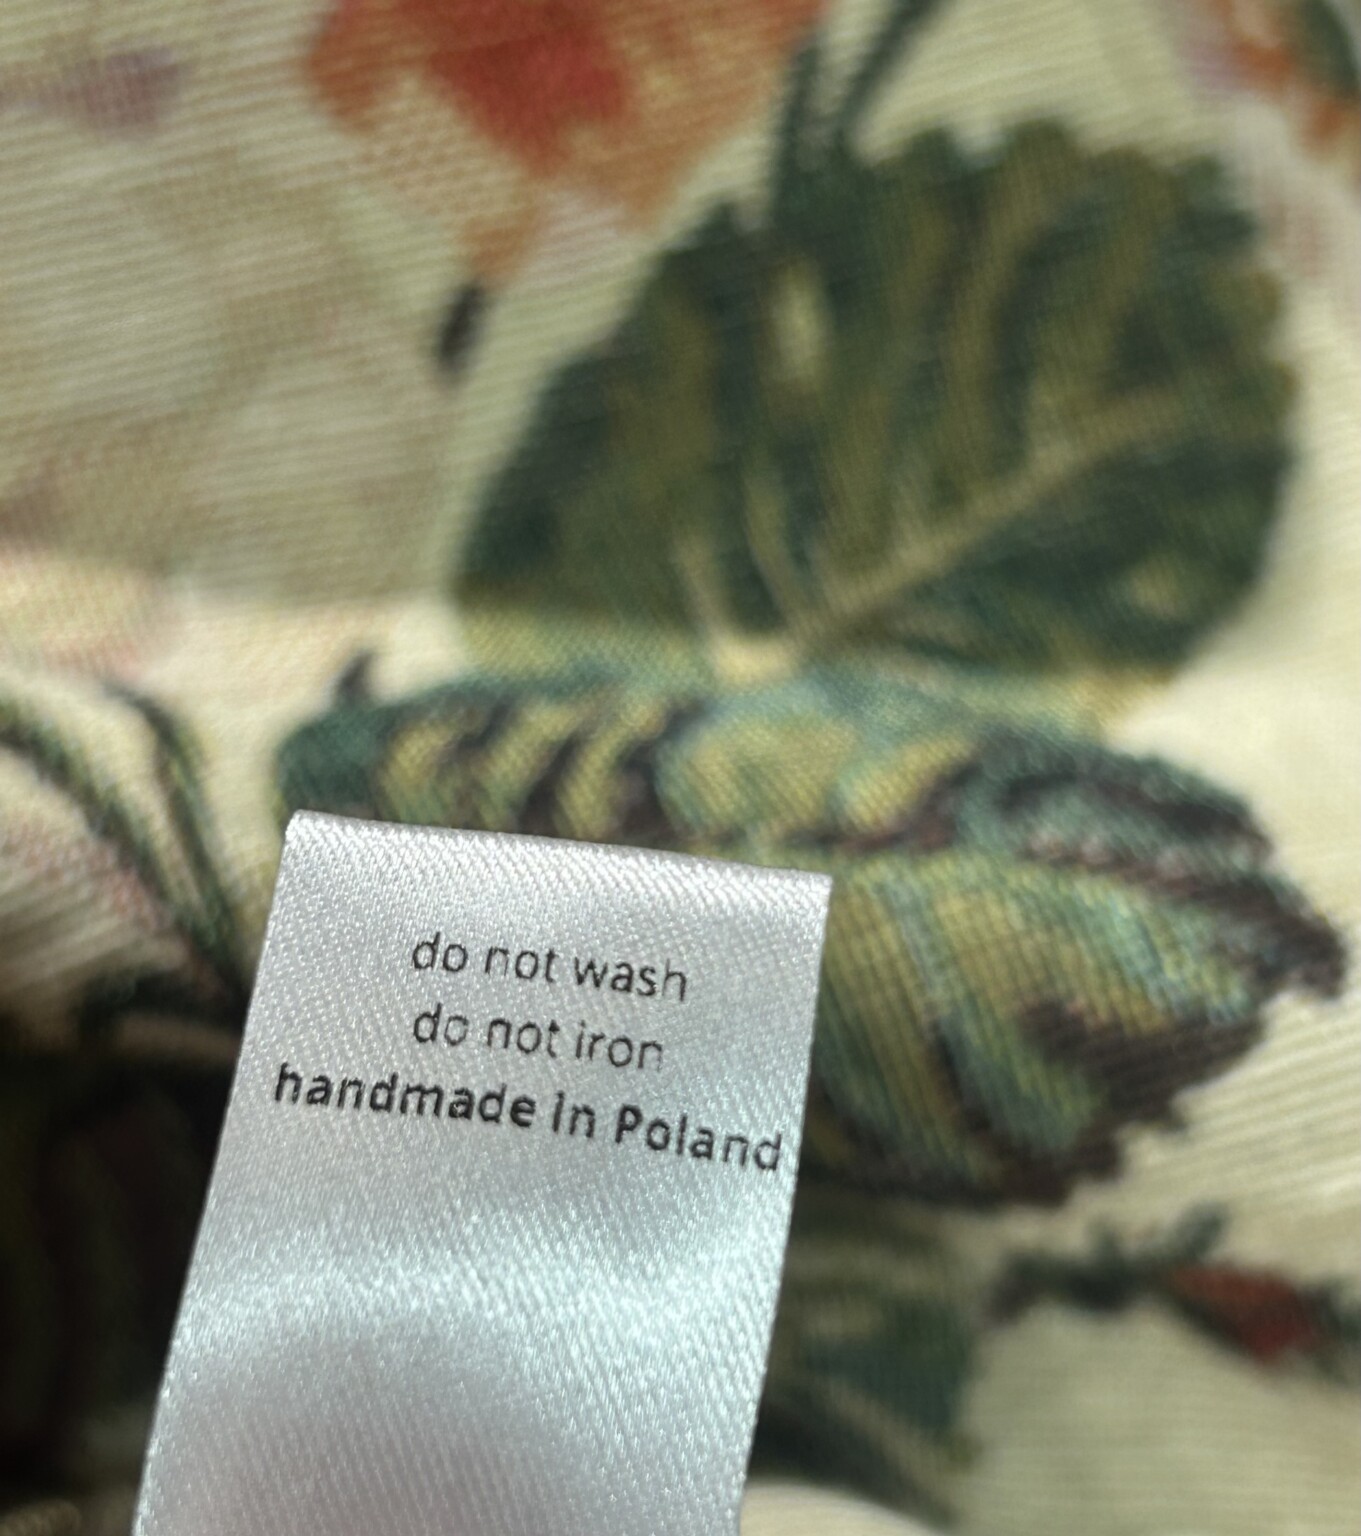 do not wash
do not iron
handmade in Poland